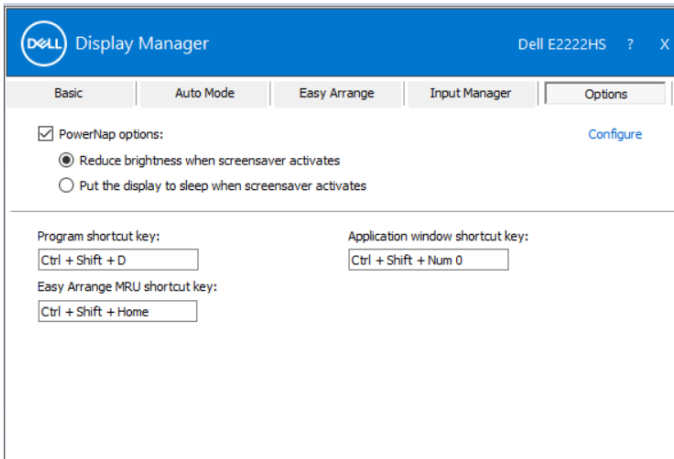 DELL Display Manager Dell E2222HS ? X
Basic Auto Mode Easy Arrange Input Manager Options
PowerNap options: Configure
Reduce brightness when screensaver activates
Put the display to sleep when screensaver activates
Program shortcut key: Application window shortcut key:
Ctrl + Shift + D Ctrl + Shift + Num 0
Easy Arrange MRU shortcut key:
Ctrl + Shift + Home